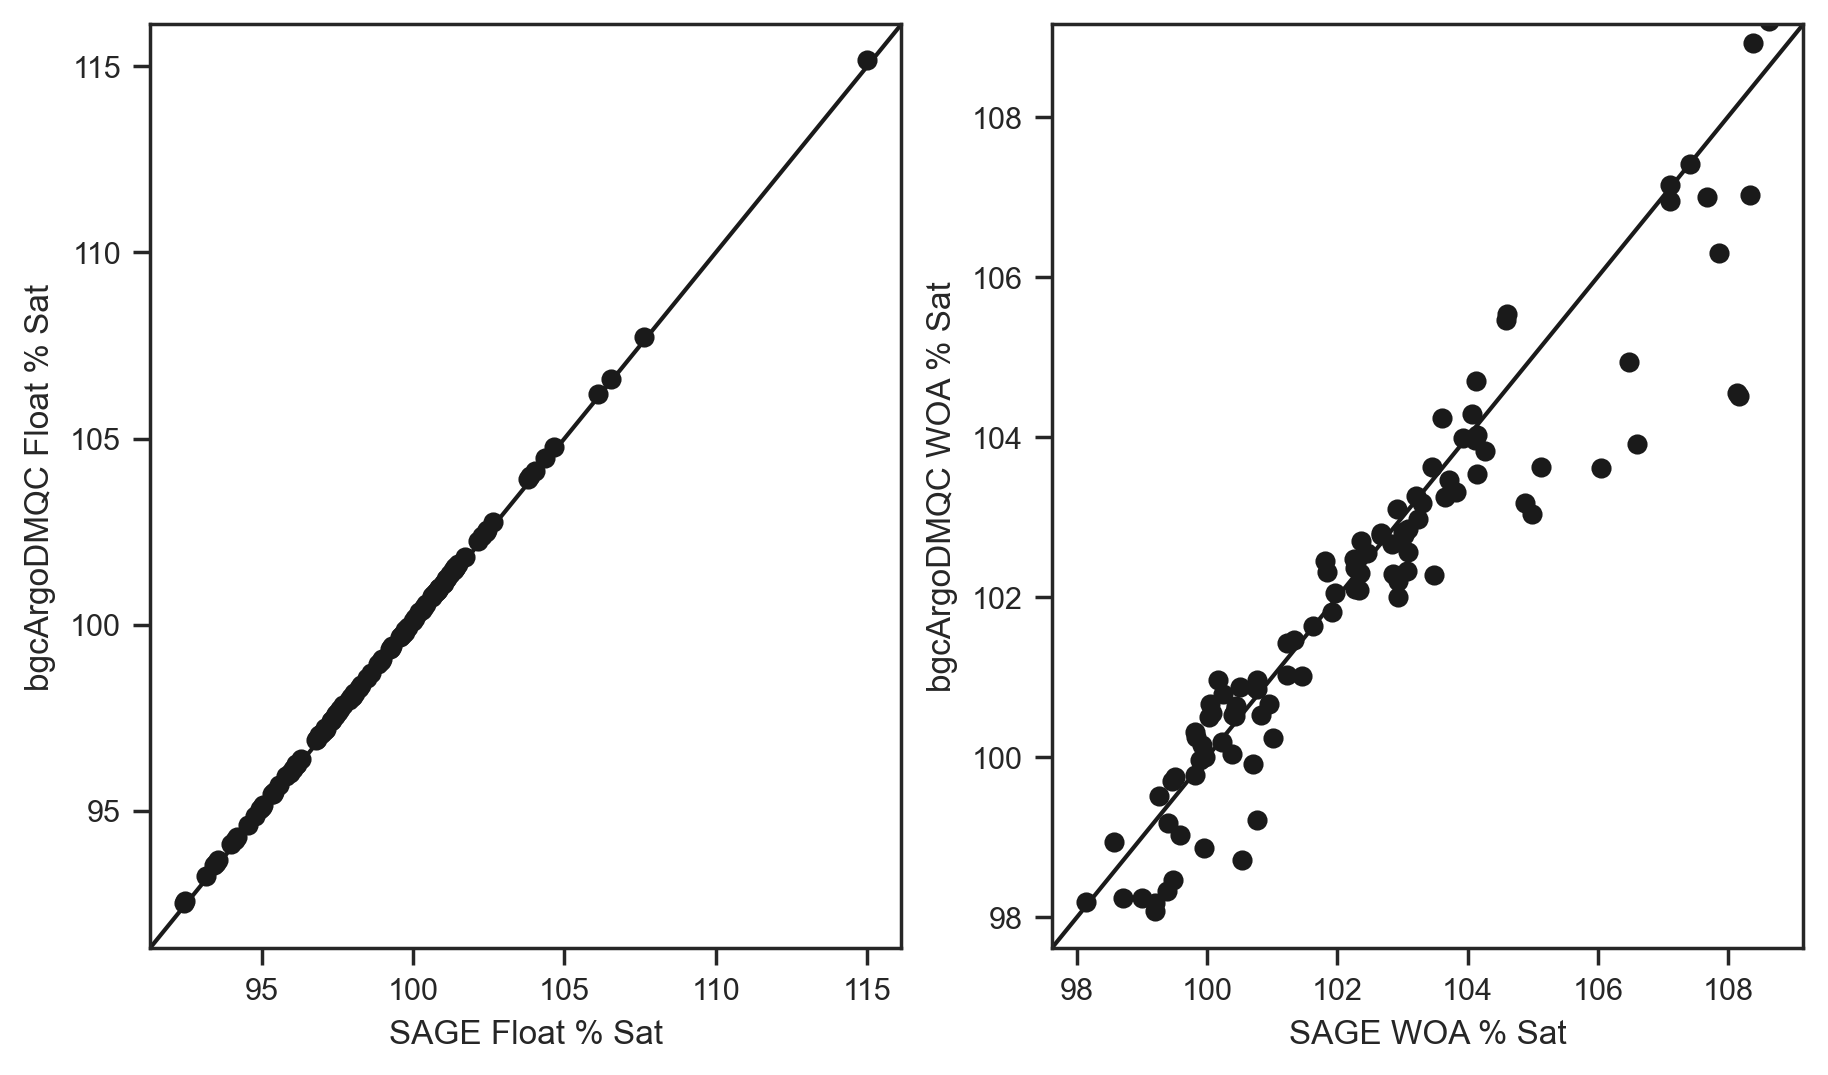 bgcArgoDMQC Float % Sat
115
110
105
100
95
95 100 105 110 115
SAGE Float % Sat
bgcArgoDMQC WOA % Sat
108
106
104
102
100
98
98 100 102 104 106 108
SAGE WOA % Sat